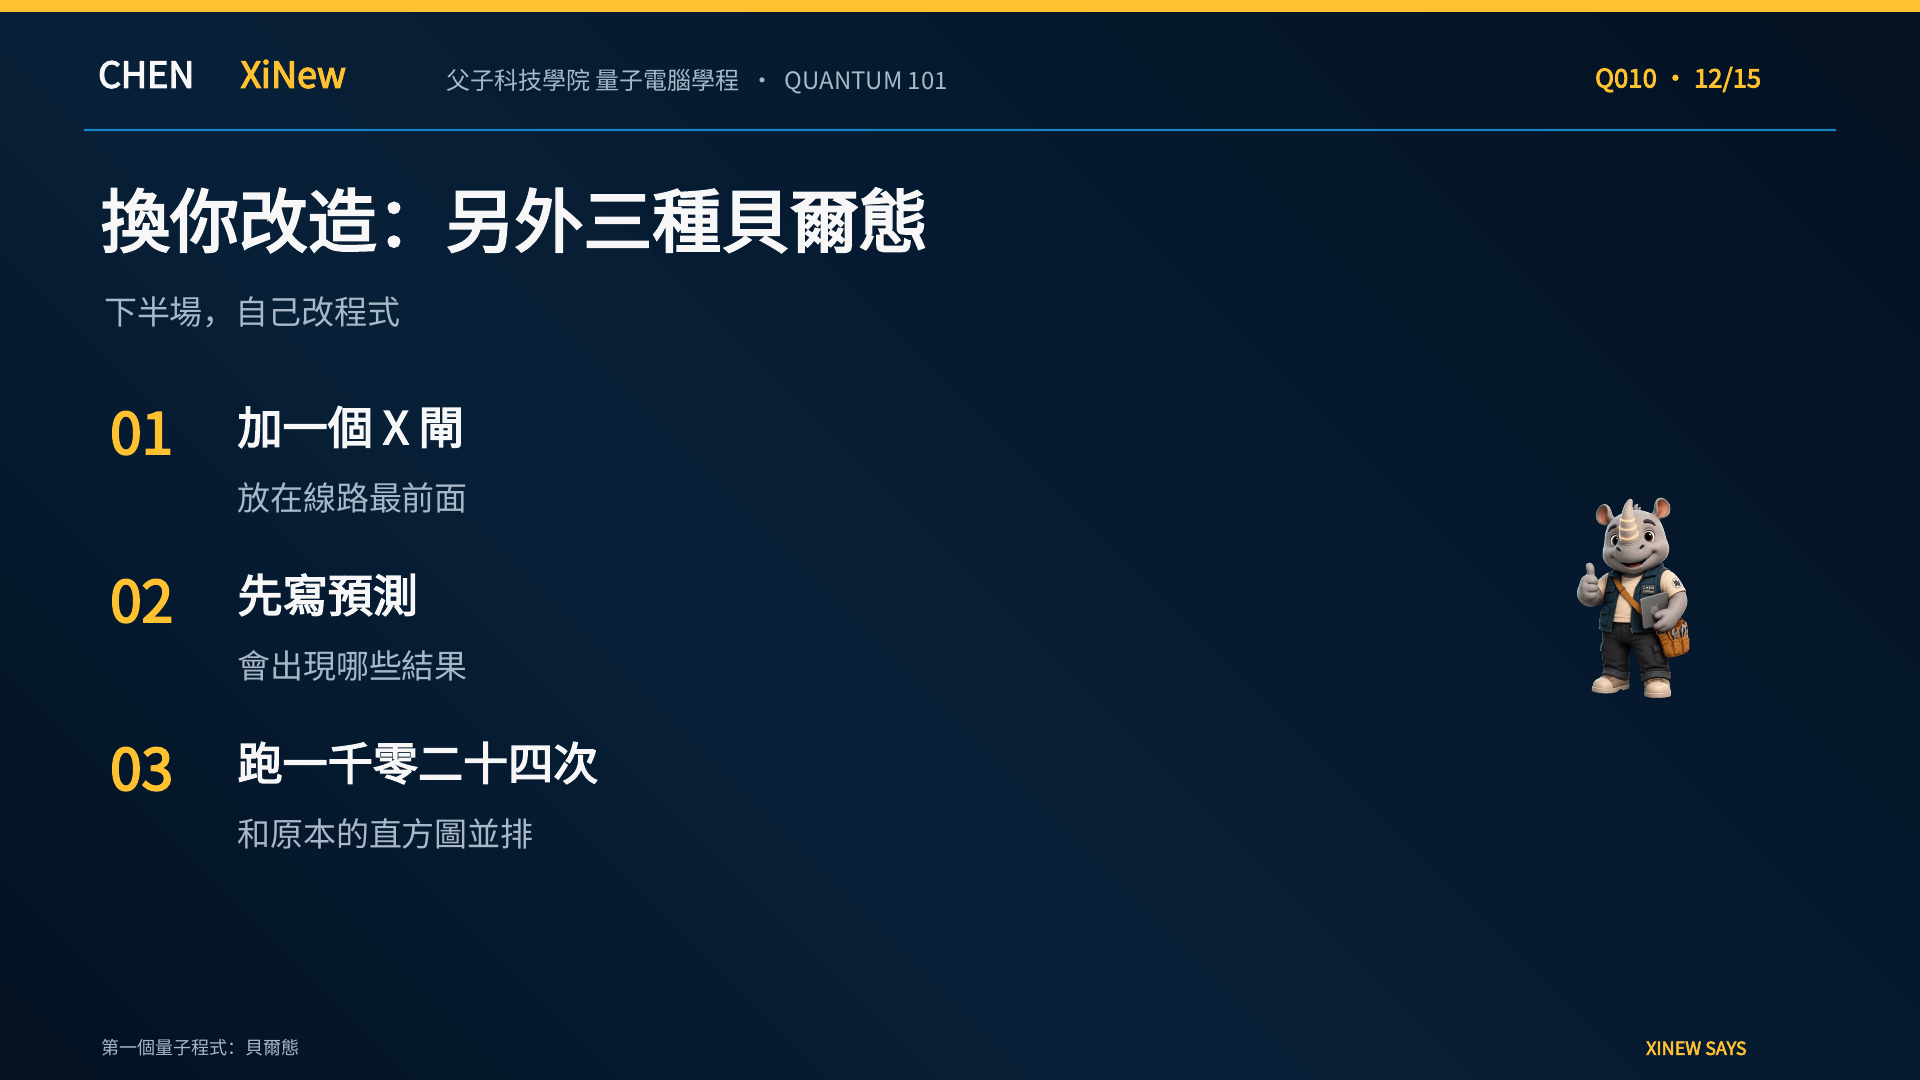 CHEN XiNew 父子科技學院 量子電腦學程 • QUANTUM 101 Q010 • 12/15
換你改造：另外三種貝爾態
下半場，自己改程式
01 加一個 X 閘
放在線路最前面
02 先寫預測
會出現哪些結果
03 跑一千零二十四次
和原本的直方圖並排
第一個量子程式：貝爾態 XINEW SAYS